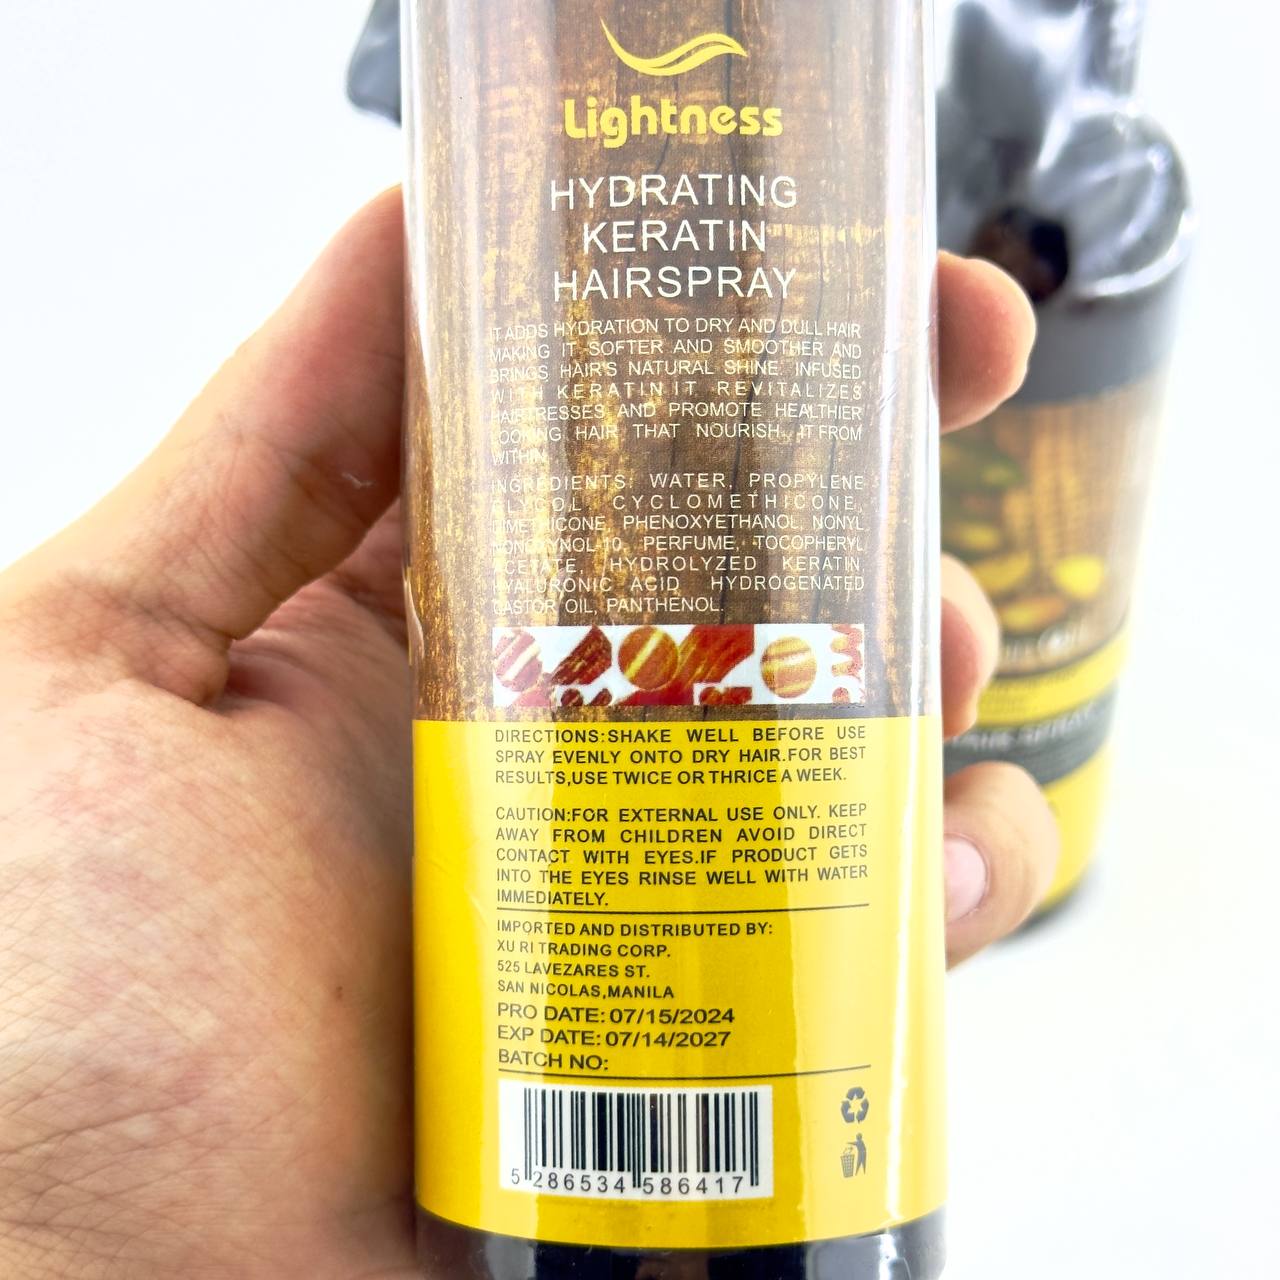 Lightness
HYDRATING
KERATIN
HAIRSPRAY
IT ADDS HYDRATION TO DRY AND DULL HAIR
MAKING IT SOFTER AND SMOOTHER AND
BRINGS HAIR'S NATURAL SHINE. INFUSED
WITH KERATIN IT REVITALIZES
HAIRTRESSES AND PROMOTE HEALTHIER
LOOKING HAIR THAT NOURISH. IT FROM
WITHIN.
INGREDIENTS: WATER, PROPYLENE
GLYCOL, CYCLOMETHICONE,
DIMETHICONE, PHENOXYETHANOL, NONYL
NONOXYNOL-10, PERFUME, TOCOPHERYL
ACETATE, HYDROLYZED KERATIN,
HYALURONIC ACID HYDROGENATED
CASTOR OIL, PANTHENOL.
DIRECTIONS:SHAKE WELL BEFORE USE
SPRAY EVENLY ONTO DRY HAIR.FOR BEST
RESULTS,USE TWICE OR THRICE A WEEK.
CAUTION:FOR EXTERNAL USE ONLY. KEEP
AWAY FROM CHILDREN AVOID DIRECT
CONTACT WITH EYES.IF PRODUCT GETS
INTO THE EYES RINSE WELL WITH WATER
IMMEDIATELY.
IMPORTED AND DISTRIBUTED BY:
XU RI TRADING CORP.
525 LAVEZARES ST.
SAN NICOLAS,MANILA
PRO DATE: 07/15/2024
EXP DATE: 07/14/2027
BATCH NO:
5 286534 586417